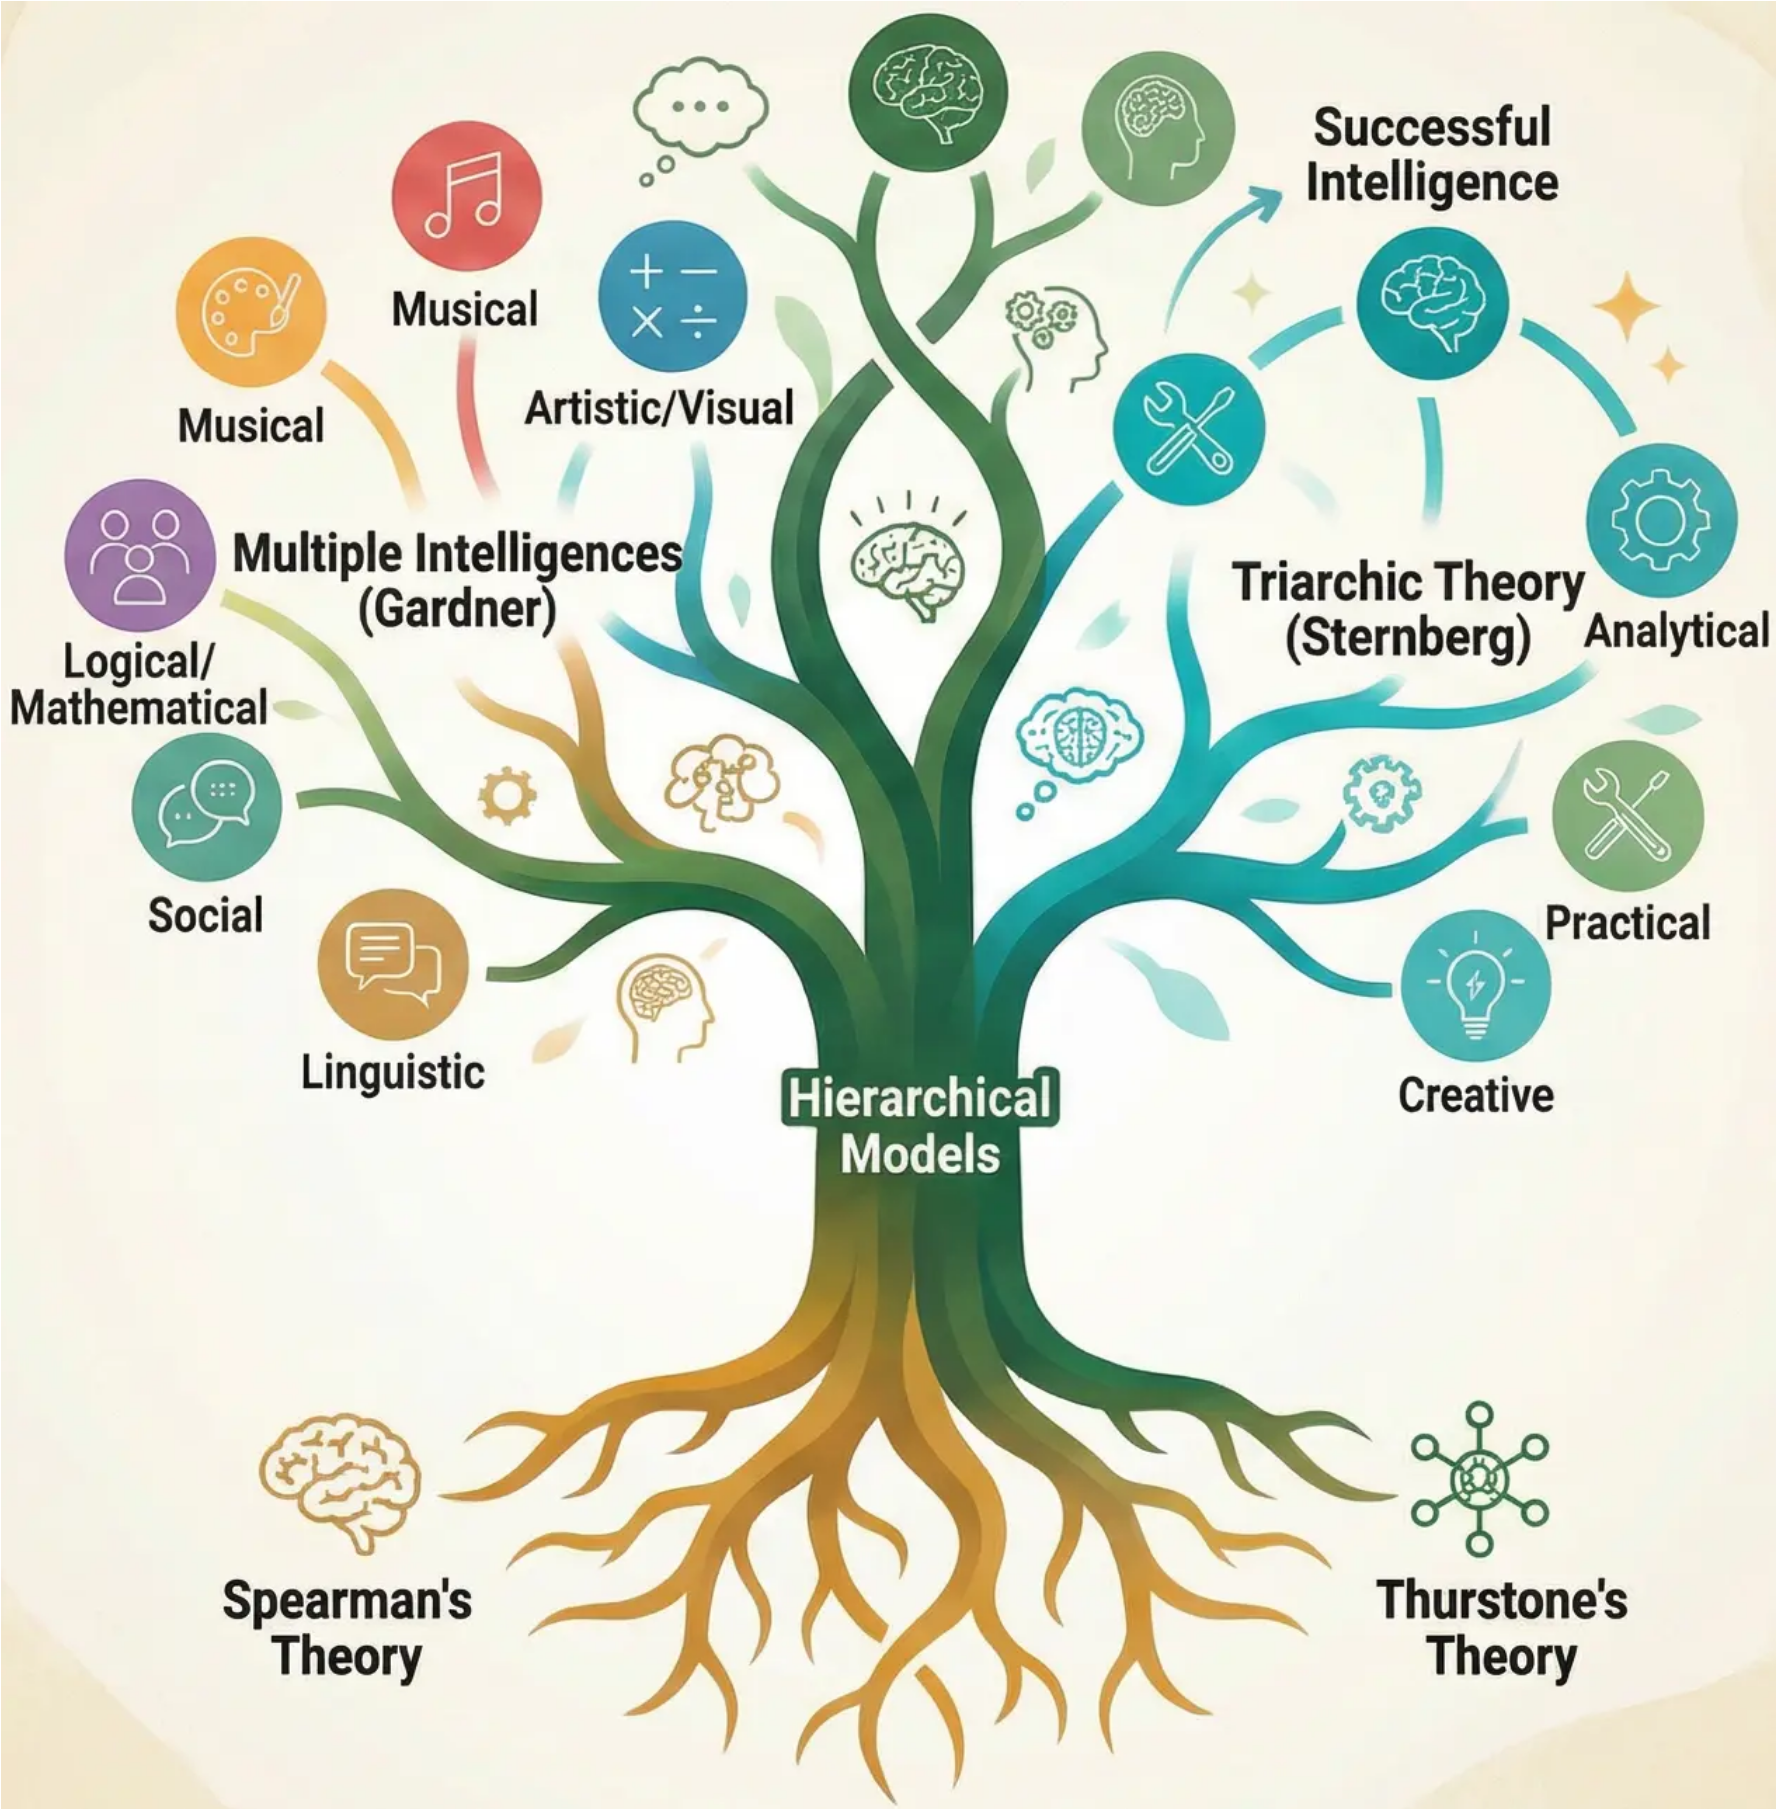 Successful
Intelligence
Musical
Musical
Artistic/Visual
Multiple Intelligences
(Gardner)
Triarchic Theory
(Sternberg)
Analytical
Logical/
Mathematical
Social
Practical
Linguistic
Creative
Hierarchical
Models
Spearman's
Theory
Thurstone's
Theory